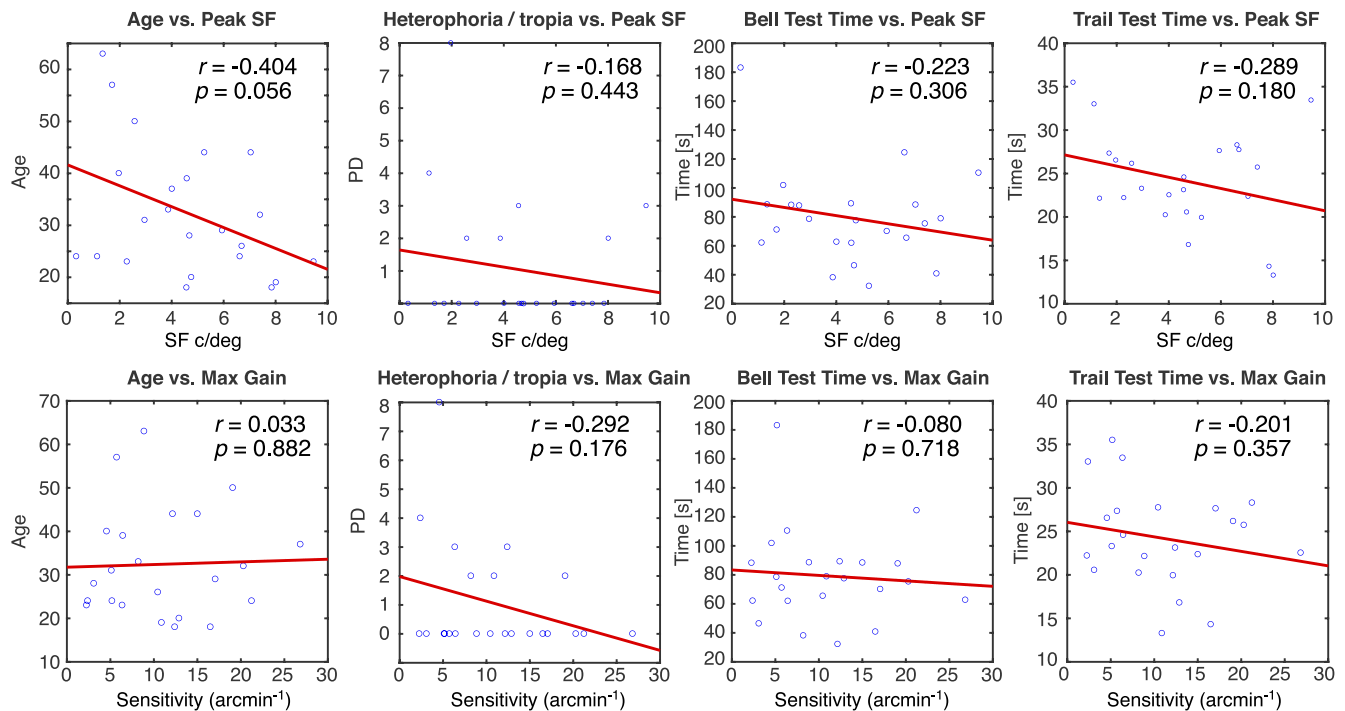 Age vs. Peak SF
r = -0.404
p = 0.056
60
50
40
30
20
Age
0 2 4 6 8 10
SF c/deg
Heterophoria / tropia vs. Peak SF
r = -0.168
p = 0.443
8
7
6
5
4
3
2
1
PD
0 2 4 6 8 10
SF c/deg
Bell Test Time vs. Peak SF
r = -0.223
p = 0.306
200
180
160
140
120
100
80
60
40
20
Time [s]
0 2 4 6 8 10
SF c/deg
Trail Test Time vs. Peak SF
r = -0.289
p = 0.180
40
35
30
25
20
15
10
Time [s]
0 2 4 6 8 10
SF c/deg
Age vs. Max Gain
r = 0.033
p = 0.882
70
60
50
40
30
20
10
Age
0 5 10 15 20 25 30
Sensitivity (arcmin⁻¹)
Heterophoria / tropia vs. Max Gain
r = -0.292
p = 0.176
8
7
6
5
4
3
2
1
0
PD
0 5 10 15 20 25 30
Sensitivity (arcmin⁻¹)
Bell Test Time vs. Max Gain
r = -0.080
p = 0.718
200
180
160
140
120
100
80
60
40
20
Time [s]
0 5 10 15 20 25 30
Sensitivity (arcmin⁻¹)
Trail Test Time vs. Max Gain
r = -0.201
p = 0.357
40
35
30
25
20
15
10
Time [s]
0 5 10 15 20 25 30
Sensitivity (arcmin⁻¹)